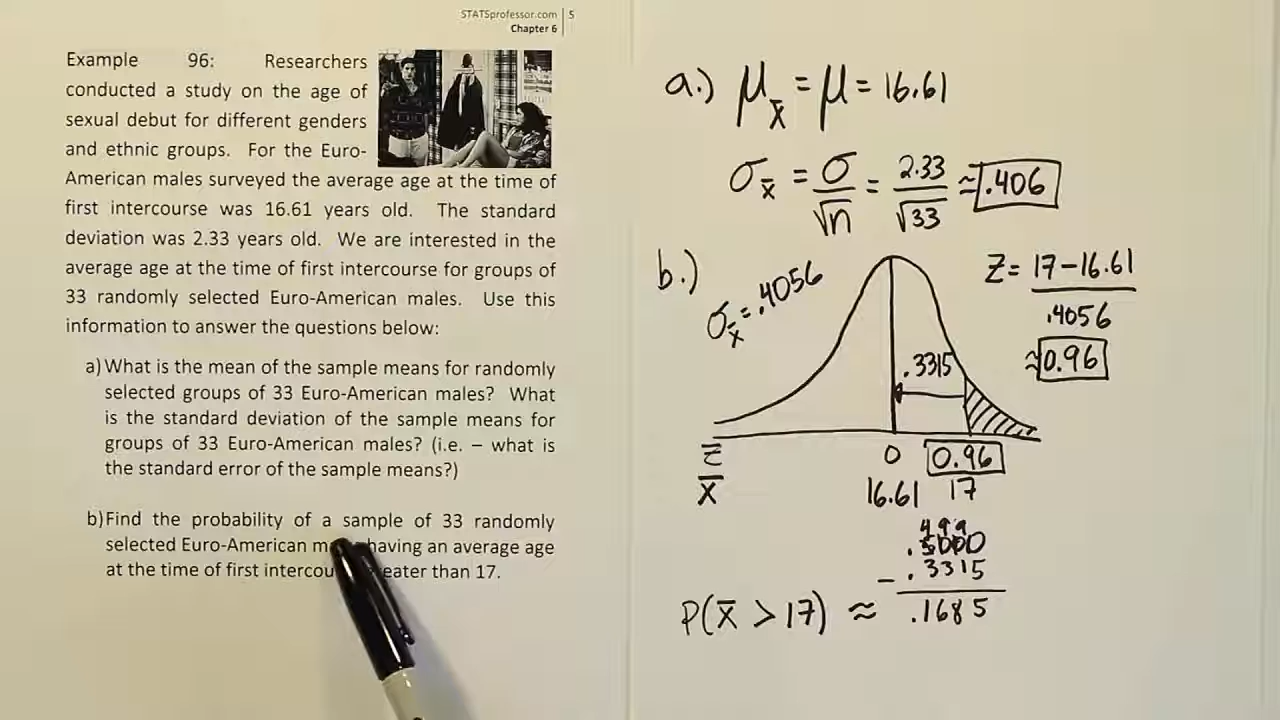 STATSprofessor.com 5
Chapter 6
Example 96: Researchers
conducted a study on the age of
sexual debut for different genders
and ethnic groups. For the Euro-
American males surveyed the average age at the time of
first intercourse was 16.61 years old. The standard
deviation was 2.33 years old. We are interested in the
average age at the time of first intercourse for groups of
33 randomly selected Euro-American males. Use this
information to answer the questions below:
a) What is the mean of the sample means for randomly
selected groups of 33 Euro-American males? What
is the standard deviation of the sample means for
groups of 33 Euro-American males? (i.e. – what is
the standard error of the sample means?)
b) Find the probability of a sample of 33 randomly
selected Euro-American having an average age
at the time of first than 17.
a.) μx̄ = μ = 16.61
σx̄ = σ/√n = 2.33/√33 ≈ .406
b.)
σx̄ = .4056
Z = 17-16.61
.4056
≈ 0.96
.3315
z 0 0.96
x̄ 16.61 17
499
.5000
- .3315
P(x̄ > 17) ≈ .1685